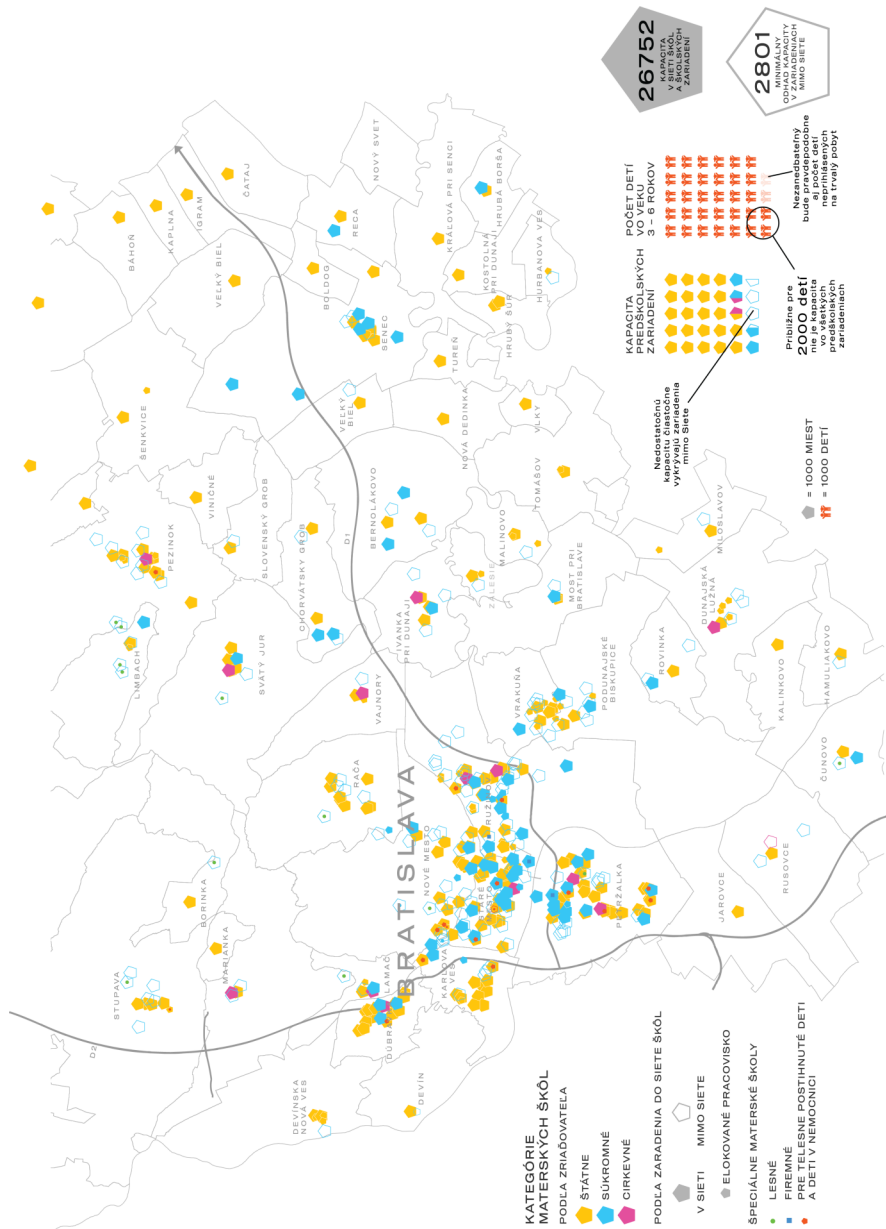 KATEGÓRIE
MATERSKÝCH ŠKÔL
PODĽA ZRIAĎOVATEĽA
ŠTÁTNE
SÚKROMNÉ
CIRKEVNÉ
PODĽA ZARADENIA DO SIETE ŠKÔL
V SIETI
MIMO SIETE
ELOKOVANÉ PRACOVISKO
ŠPECIÁLNE MATERSKÉ ŠKOLY
LESNÉ
FIREMNÉ
PRE TELESNE POSTIHNUTÉ DETI
A DETI V NEMOCNICI
D2
STUPAVA
BORINKA
MARIANKA
DEVÍNSKA
NOVÁ VES
DEVÍN
LAMAČ
KARLOVA
VES
BRATISLAVA
NOVÉ MESTO
STARÉ
MESTO
RAČA
VAJNORY
PETRŽALKA
JAROVCE
RUSOVCE
ČUNOVO
VRAKUŇA
PODUNAJSKÉ
BISKUPICE
LIMBACH
SVÄTÝ JUR
PEZINOK
VINIČNÉ
ŠENKVICE
SLOVENSKÝ GROB
CHORVÁTSKY GROB
D1
BERNOLÁKOVO
IVANKA
PRI DUNAJI
ZÁLESIE
MALINOVO
MOST PRI
BRATISLAVE
TOMÁŠOV
VLKY
NOVÁ DEDINKA
VEĽKÝ
BIEL
TUREŇ
SENEC
BOLDOG
VEĽKÝ BIEL
RECA
NOVÝ SVET
BÁHOŇ
KAPLNA
IGRAM
ČATAJ
KRÁĽOVÁ PRI SENCI
KOSTOLNÁ
PRI DUNAJI
HRUBÝ ŠÚR
HRUBÁ BORŠA
HURBANOVA VES
ROVINKA
DUNAJSKÁ
LUŽNÁ
MILOSLAVOV
KALINKOVO
HAMULIAKOVO
= 1000 MIEST
= 1000 DETÍ
Nedostatočnú
kapacitu čiastočne
vykrývajú zariadenia
mimo Siete
KAPACITA
PREDŠKOLSKÝCH
ZARIADENÍ
POČET DETÍ
VO VEKU
3 – 6 ROKOV
Približne pre
2000 detí
nie je kapacita
vo všetkých
predškolských
zariadeniach
Nezanedbateľný
bude pravdepodobne
aj počet detí
neprihlásených
na trvalý pobyt
26752
KAPACITA
V SIETI ŠKÔL
A ŠKOLSKÝCH
ZARIADENÍ
2801
MINIMÁLNY
ODHAD KAPACITY
V ZARIADENIACH
MIMO SIETE